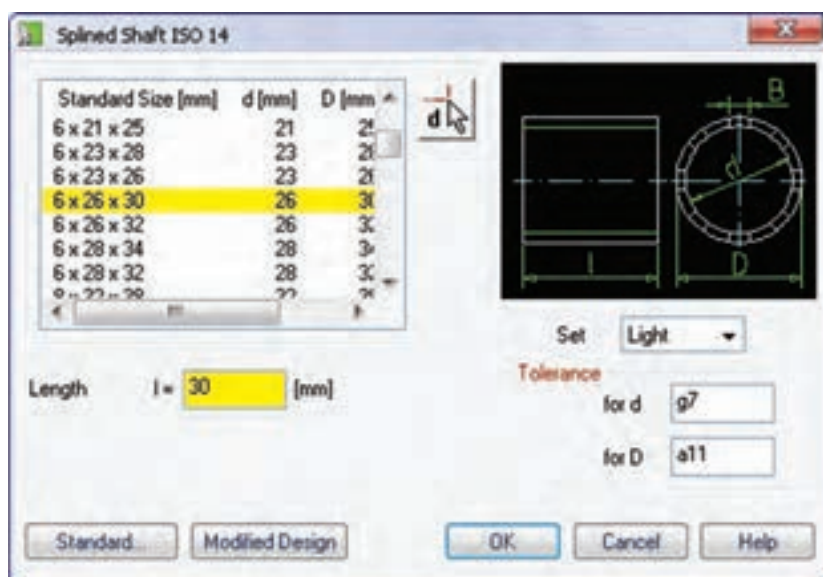 Splined Shaft ISO 14
Standard Size [mm] d [mm] D [mm
6 x 21 x 25 21
6 x 23 x 28 23
6 x 23 x 26 23
6 x 26 x 30 26
6 x 26 x 32 26
6 x 28 x 34 28
6 x 28 x 32 28
d
B
d
l
D
Set Light
Length l = 30 [mm]
Tolerance
for d g7
for D a11
Standard... Modified Design OK Cancel Help